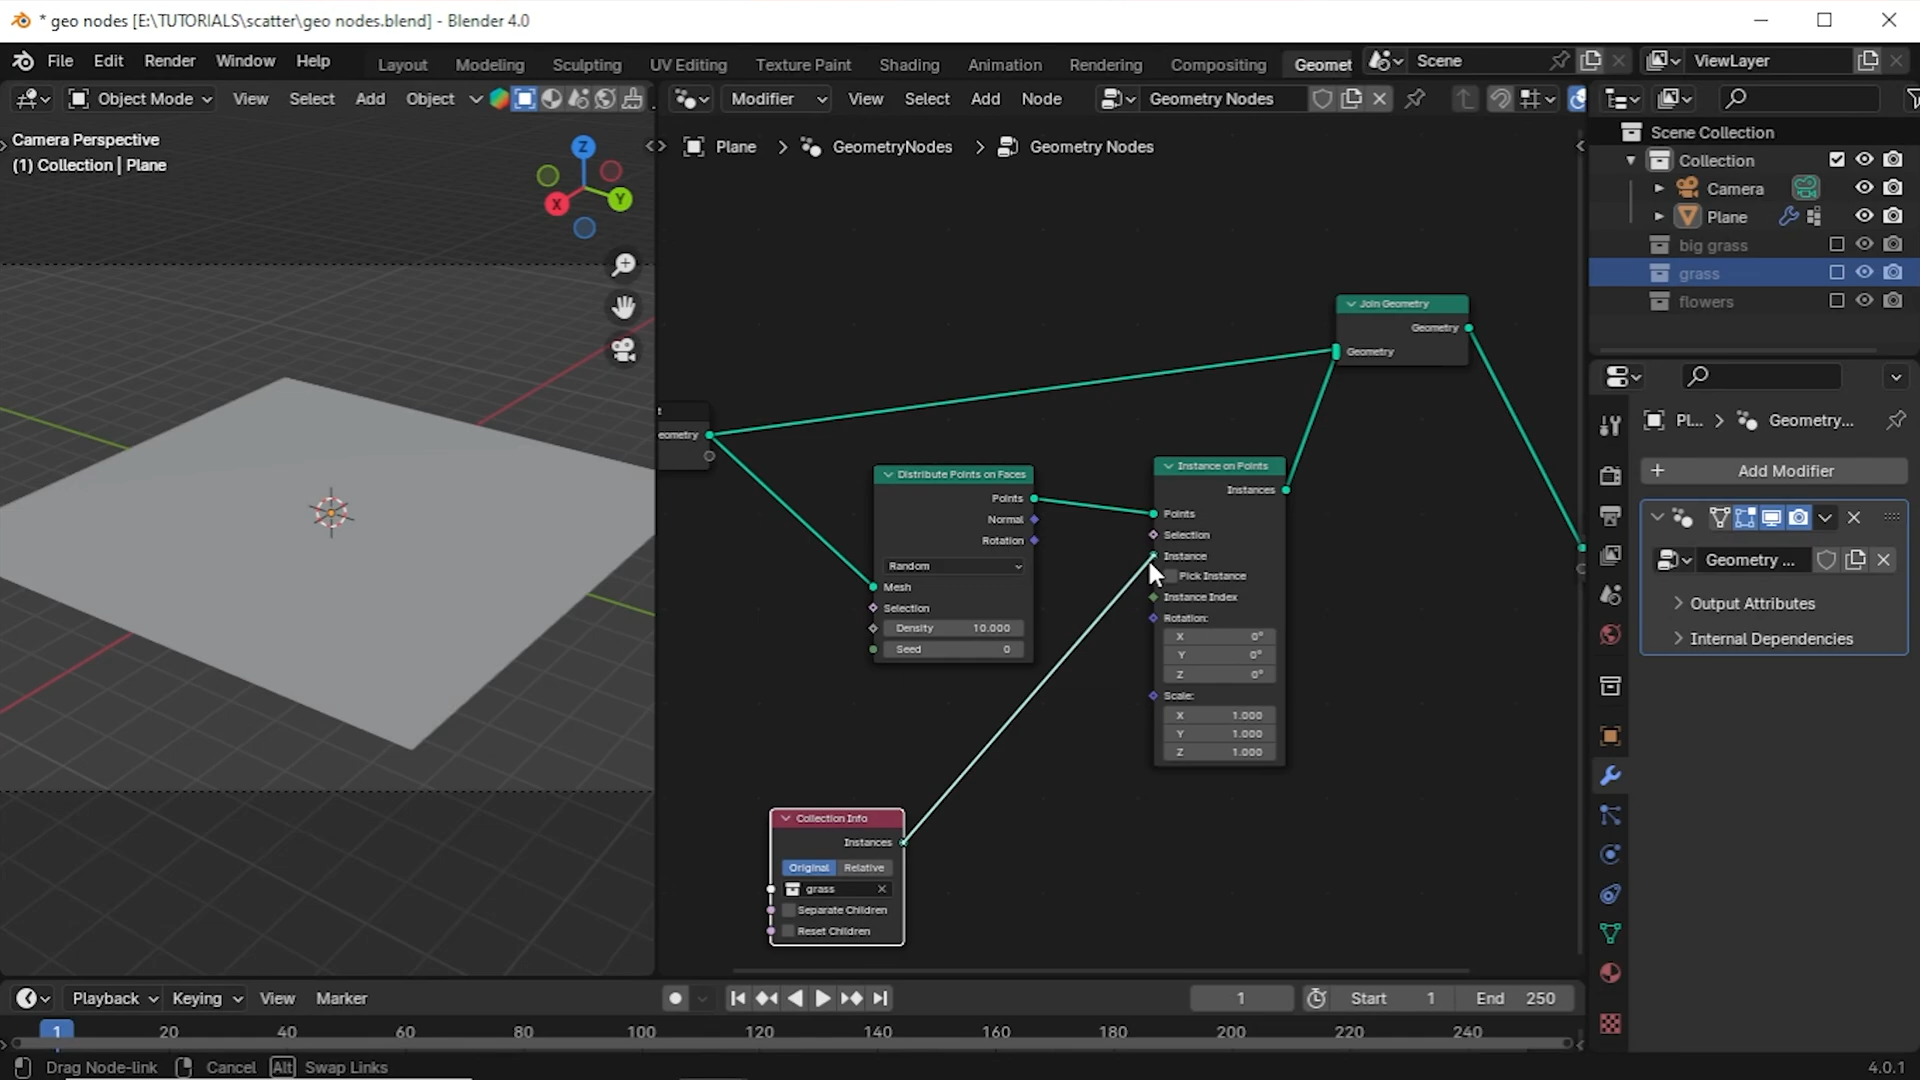 * geo nodes [E:\TUTORIALS\scatter\geo nodes.blend] - Blender 4.0
File Edit Render Window Help Layout Modeling Sculpting UV Editing Texture Paint Shading Animation Rendering Compositing Geomet Scene ViewLayer
Object Mode View Select Add Object Modifier View Select Add Node Geometry Nodes
Camera Perspective
(1) Collection | Plane
Z
Y
X
Plane > GeometryNodes > Geometry Nodes
Scene Collection
Collection
Camera
Plane
big grass
grass
flowers
Join Geometry
Geometry
Geometry
t
eometry
Distribute Points on Faces
Points
Normal
Rotation
Random
Mesh
Selection
Density 10.000
Seed 0
Instance on Points
Instances
Points
Selection
Instance
Pick Instance
Instance Index
Rotation:
X 0°
Y 0°
Z 0°
Scale:
X 1.000
Y 1.000
Z 1.000
Collection Info
Instances
Original Relative
grass
Separate Children
Reset Children
Pl... > Geometry...
+ Add Modifier
Geometry ...
Output Attributes
Internal Dependencies
Playback Keying View Marker 1 Start 1 End 250
1 20 40 60 80 100 120 140 160 180 200 220 240
Drag Node-link Cancel Alt Swap Links 4.0.1